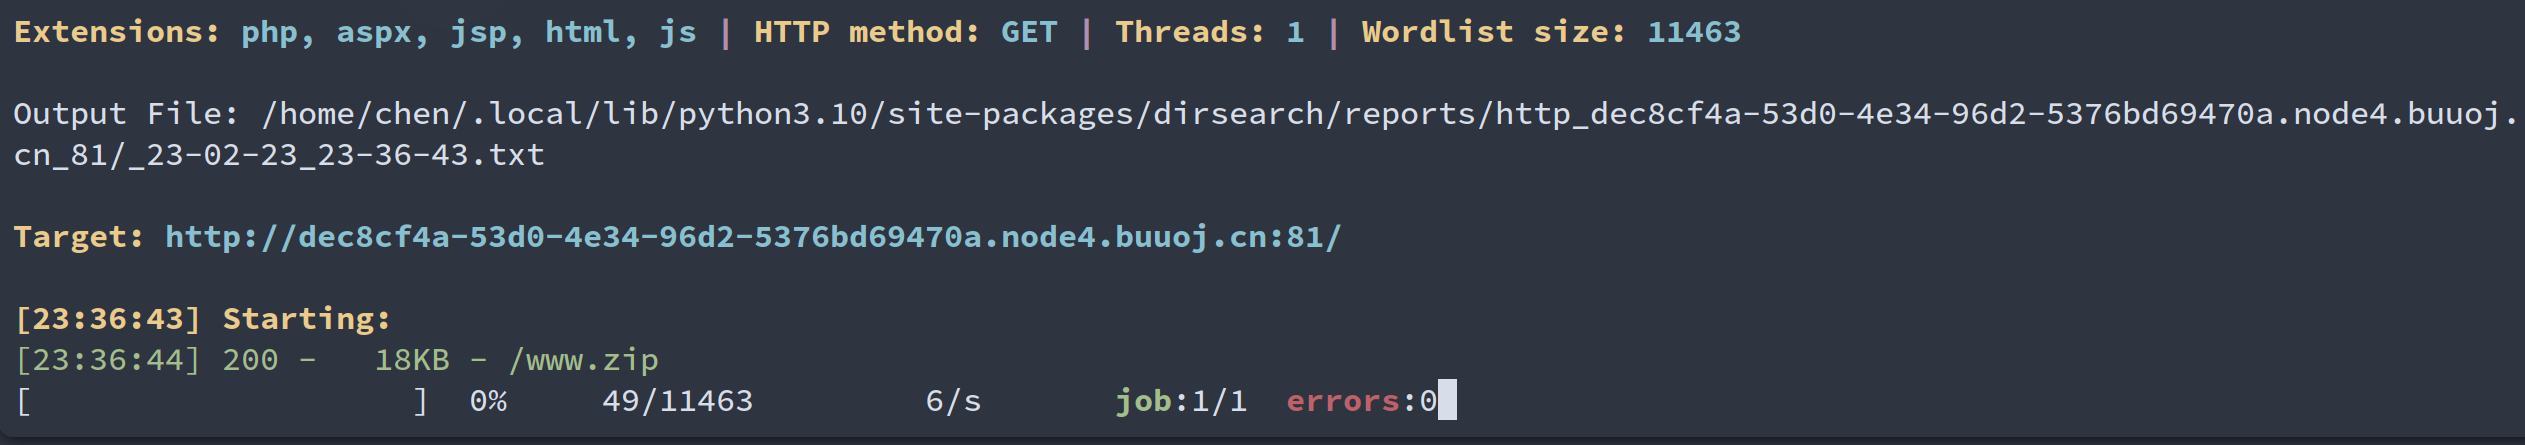 Extensions: php, aspx, jsp, html, js | HTTP method: GET | Threads: 1 | Wordlist size: 11463
Output File: /home/chen/.local/lib/python3.10/site-packages/dirsearch/reports/http_dec8cf4a-53d0-4e34-96d2-5376bd69470a.node4.buuoj.
cn_81/_23-02-23_23-36-43.txt
Target: http://dec8cf4a-53d0-4e34-96d2-5376bd69470a.node4.buuoj.cn:81/
[23:36:43] Starting:
[23:36:44] 200 -   18KB - /www.zip
[                    ]  0%     49/11463         6/s       job:1/1  errors:0